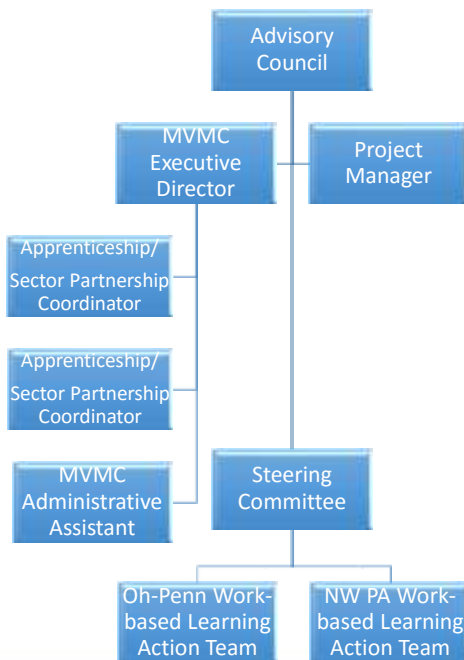 Advisory
Council
MVMC
Executive
Director
Project
Manager
Apprenticeship/
Sector Partnership
Coordinator
Apprenticeship/
Sector Partnership
Coordinator
MVMC
Administrative
Assistant
Steering
Committee
Oh-Penn Work-
based Learning
Action Team
NW PA Work-
based Learning
Action Team